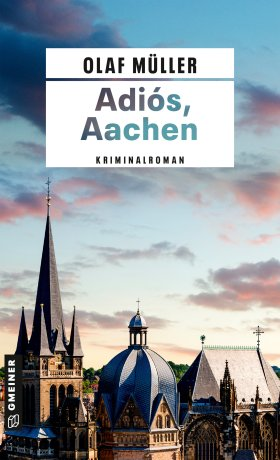 OLAF MÜLLER
Adiós,
Aachen
KRIMINALROMAN
GMEINER